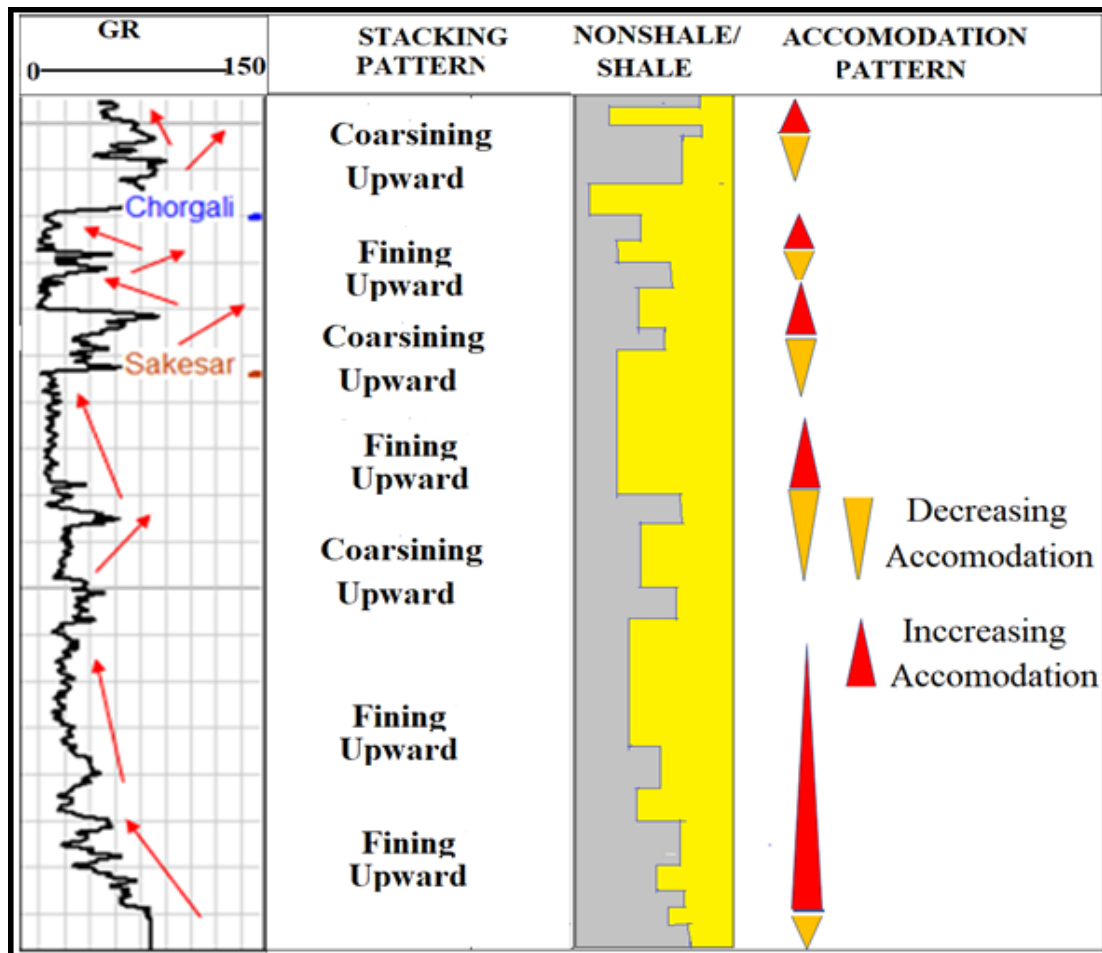 GR
0 150
STACKING
PATTERN
NONSHALE/
SHALE
ACCOMODATION
PATTERN
Coarsining
Upward
Chorgali
Fining
Upward
Coarsining
Upward
Sakesar
Fining
Upward
Decreasing
Accomodation
Coarsining
Upward
Inccreasing
Accomodation
Fining
Upward
Fining
Upward